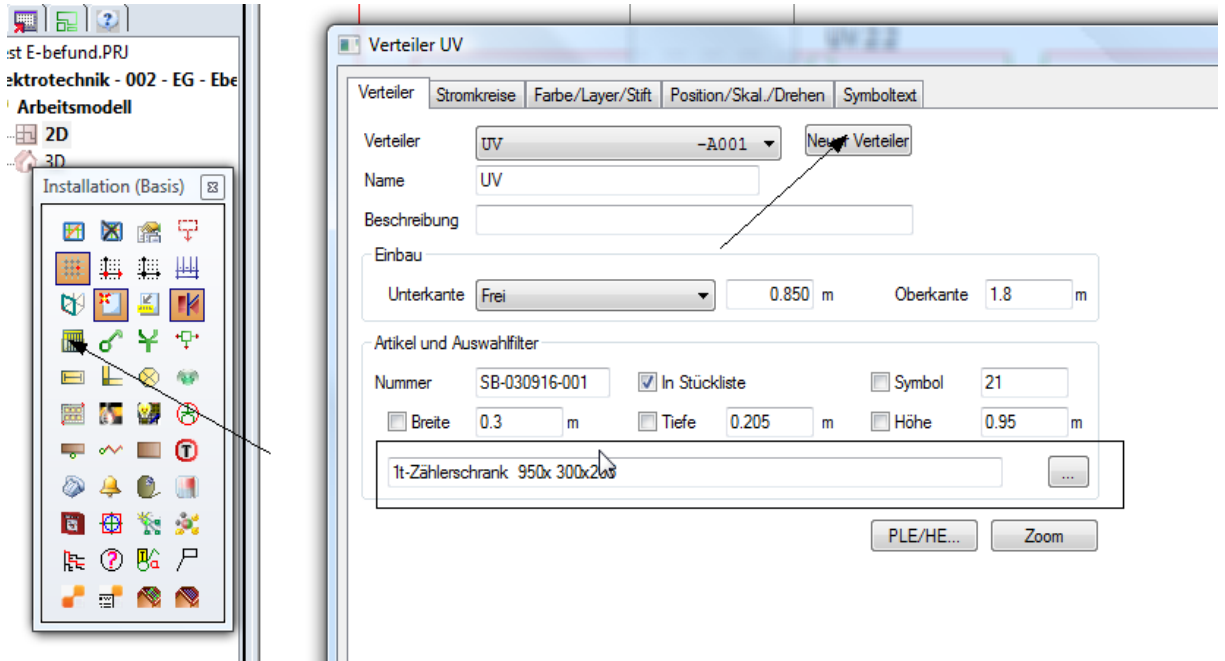 est E-befund.PRJ
ektrotechnik - 002 - EG - Ebe
Arbeitsmodell
2D
3D
Installation (Basis)
Verteiler UV
UV22
Verteiler Stromkreise Farbe/Layer/Stift Position/Skal./Drehen Symboltext
Verteiler UV -A001 Neuer Verteiler
Name UV
Beschreibung
Einbau
Unterkante Frei 0.850 m Oberkante 1.8 m
Artikel und Auswahlfilter
Nummer SB-030916-001 In Stückliste Symbol 21
Breite 0.3 m Tiefe 0.205 m Höhe 0.95 m
1t-Zählerschrank 950x 300x205 ...
PLE/HE... Zoom